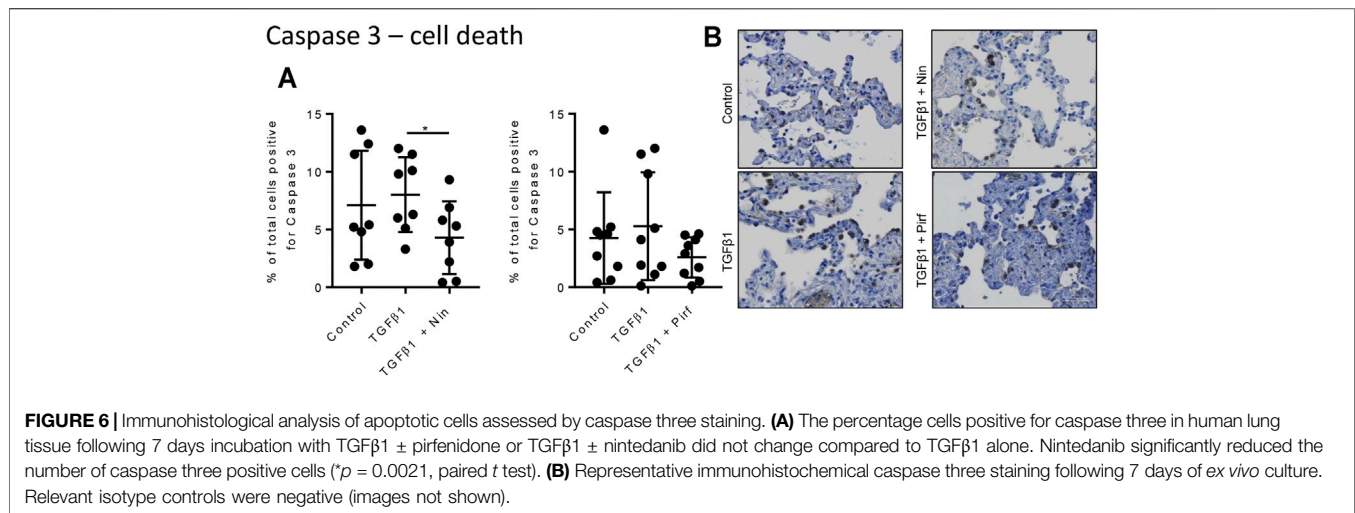 Caspase 3 – cell death
A
% of total cells positive
for Caspase 3
15
10
5
0
*
Control
TGFβ1
TGFβ1 + Nin
% of total cells positive
for Caspase 3
15
10
5
0
Control
TGFβ1
TGFβ1 + Pirf
B
Control
TGFβ1 + Nin
TGFβ1
TGFβ1 + Pirf
FIGURE 6 | Immunohistological analysis of apoptotic cells assessed by caspase three staining. (A) The percentage cells positive for caspase three in human lung
tissue following 7 days incubation with TGFβ1 ± pirfenidone or TGFβ1 ± nintedanib did not change compared to TGFβ1 alone. Nintedanib significantly reduced the
number of caspase three positive cells (*p = 0.0021, paired t test). (B) Representative immunohistochemical caspase three staining following 7 days of ex vivo culture.
Relevant isotype controls were negative (images not shown).